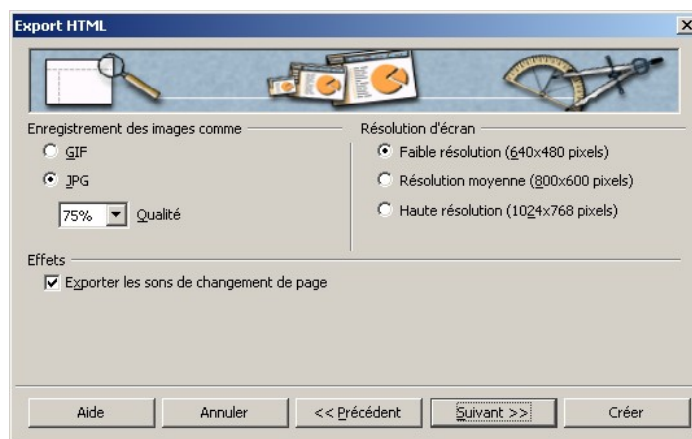 Export HTML
Enregistrement des images comme
GIF
JPG
75% Qualité
Résolution d'écran
Faible résolution (640x480 pixels)
Résolution moyenne (800x600 pixels)
Haute résolution (1024x768 pixels)
Effets
Exporter les sons de changement de page
Aide Annuler << Précédent Suivant >> Créer